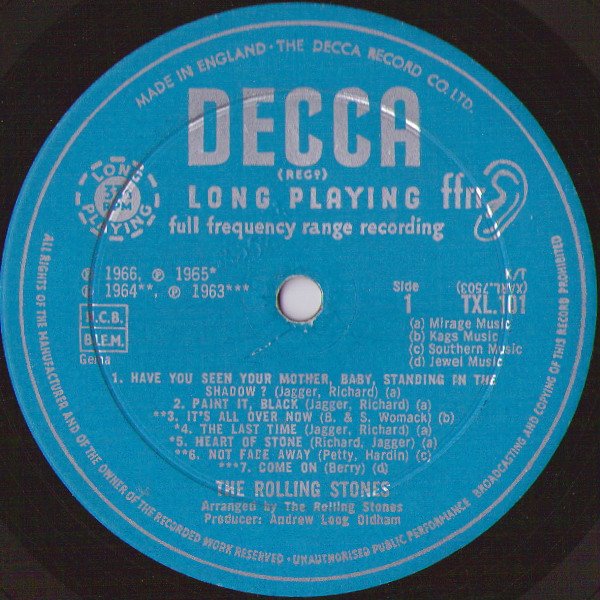 MADE IN ENGLAND · THE DECCA RECORD CO. LTD.
DECCA
(REGD)
LONG PLAYING
LONG PLAYING ffrr
full frequency range recording
℗ 1966, ℗ 1965*
℗ 1964**, ℗ 1963***
Side
1
L/X
(XARL.7503)
TXL.101
B.I.E.M.
Gema
(a) Mirage Music
(b) Kags Music
(c) Southern Music
(d) Jewel Music
1. HAVE YOU SEEN YOUR MOTHER, BABY, STANDING IN THE
SHADOW? (Jagger, Richard) (a)
2. PAINT IT, BLACK (Jagger, Richard) (a)
**3. IT'S ALL OVER NOW (B. & S. Womack) (b)
*4. THE LAST TIME (Jagger, Richard) (a)
*5. HEART OF STONE (Richard, Jagger) (a)
**6. NOT FADE AWAY (Petty, Hardin) (c)
***7. COME ON (Berry) (d)
THE ROLLING STONES
Arranged by The Rolling Stones
Producer: Andrew Loog Oldham
ALL RIGHTS OF THE MANUFACTURER AND OF THE OWNER OF THE RECORDED WORK RESERVED · UNAUTHORISED PUBLIC PERFORMANCE BROADCASTING AND COPYING OF THIS RECORD PROHIBITED